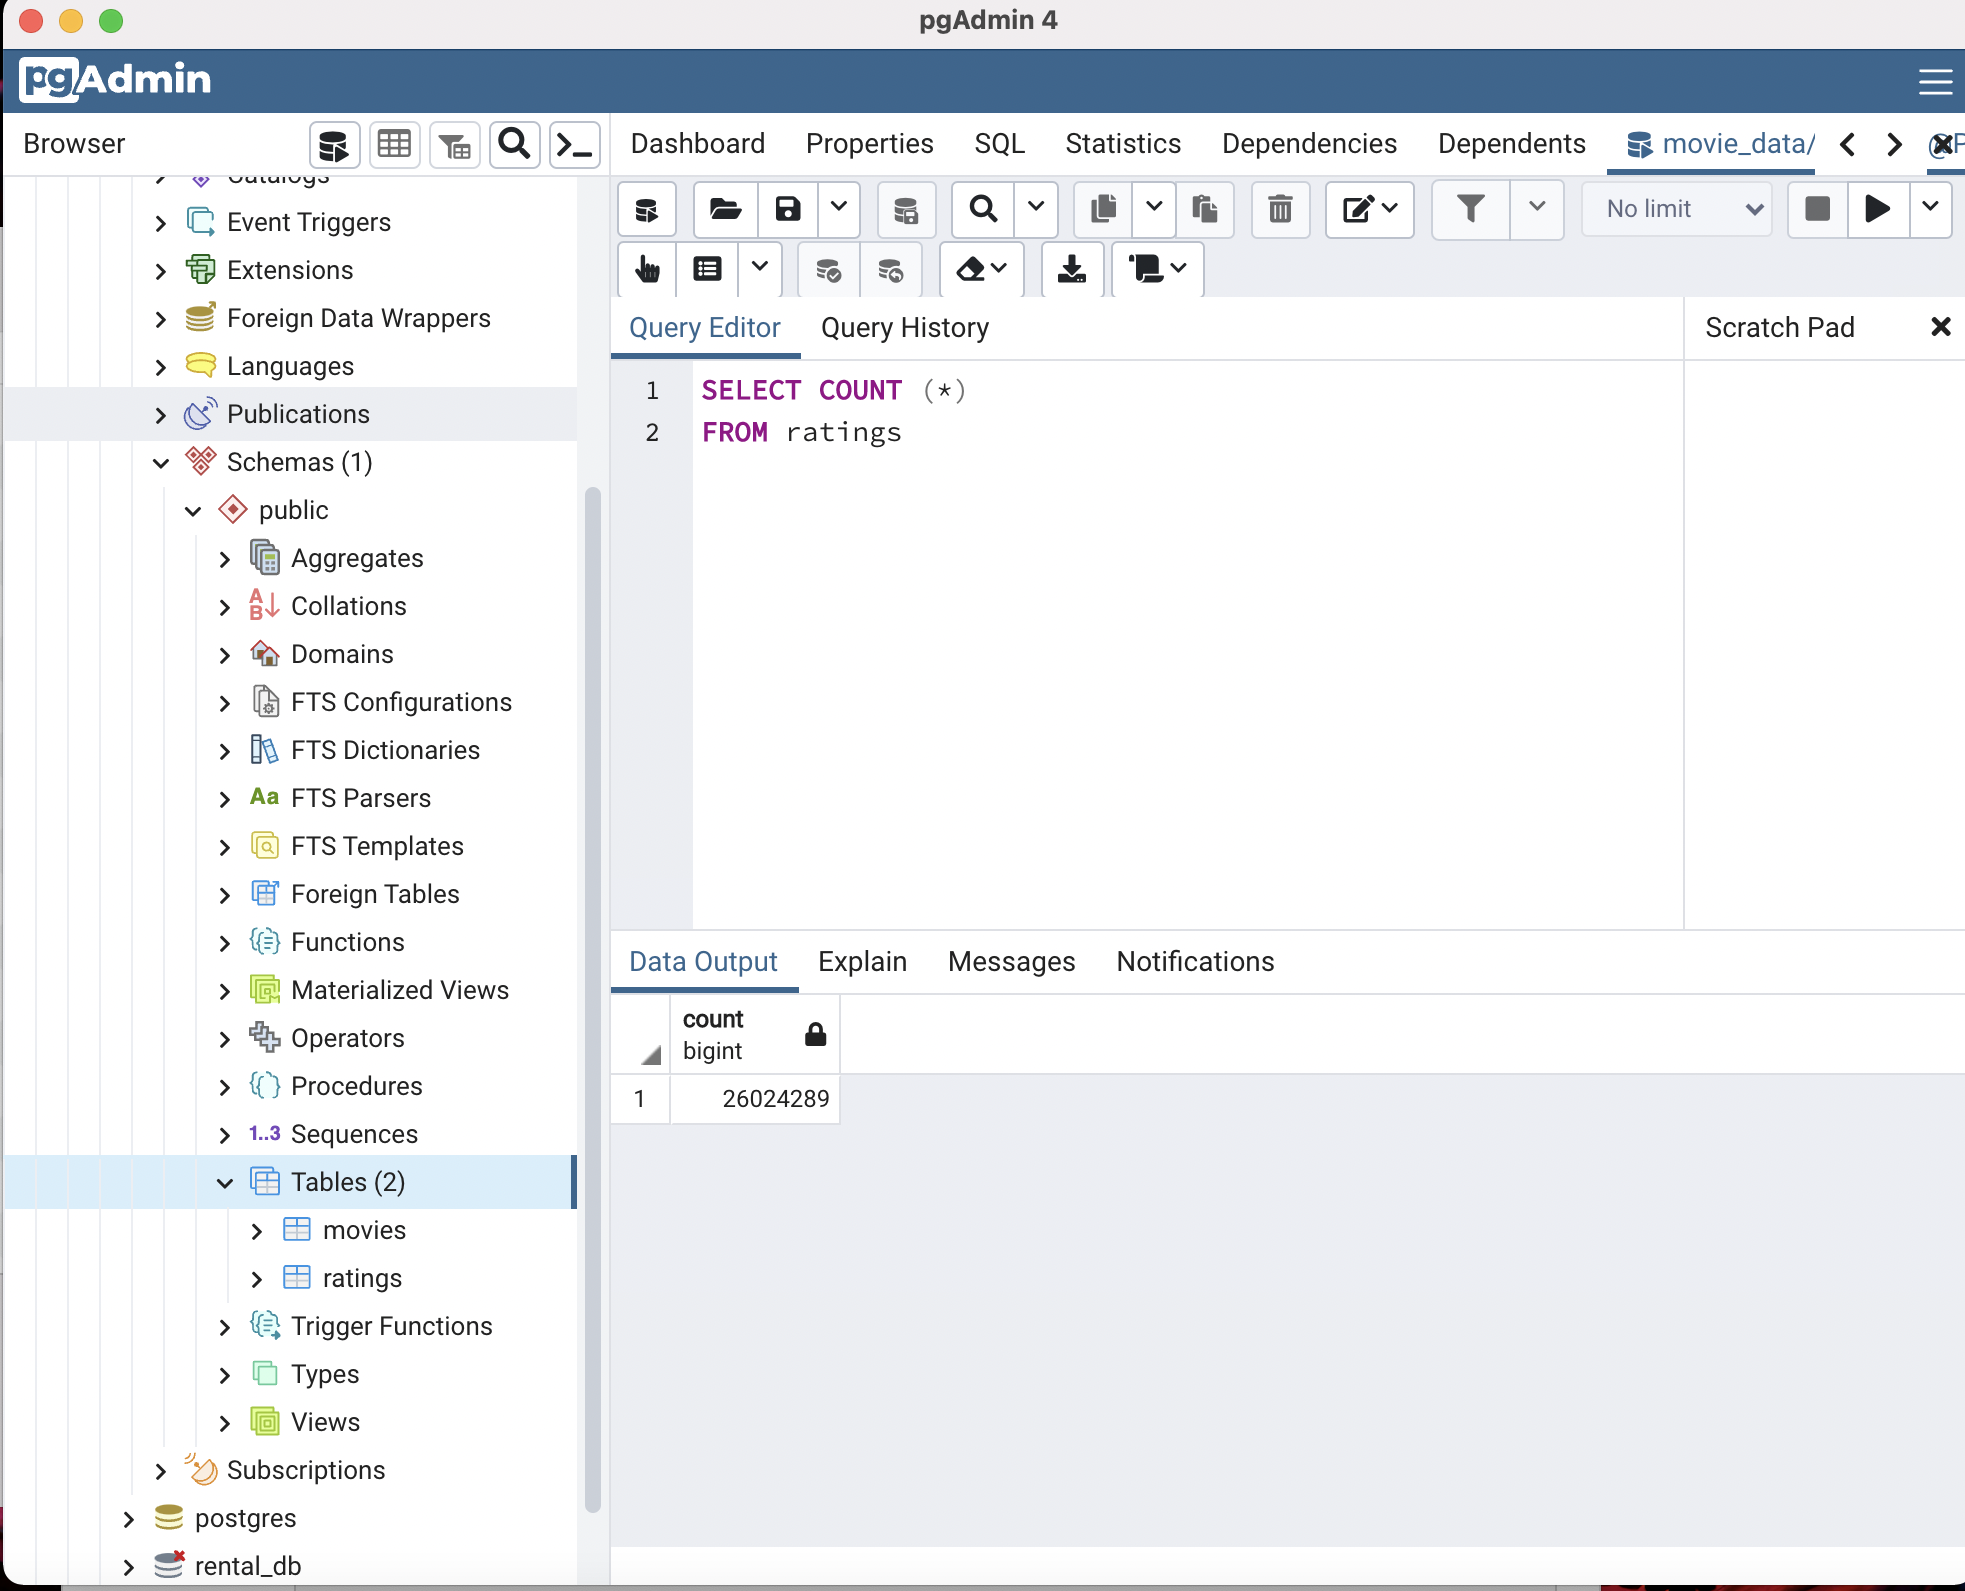 pgAdmin 4
pgAdmin
Browser
Dashboard Properties SQL Statistics Dependencies Dependents movie_data/
No limit
Catalogs
Event Triggers
Extensions
Foreign Data Wrappers
Languages
Publications
Schemas (1)
public
Aggregates
Collations
Domains
FTS Configurations
FTS Dictionaries
FTS Parsers
FTS Templates
Foreign Tables
Functions
Materialized Views
Operators
Procedures
1..3 Sequences
Tables (2)
movies
ratings
Trigger Functions
Types
Views
Subscriptions
postgres
rental_db
Query Editor Query History
Scratch Pad
1 SELECT COUNT (*)
2 FROM ratings
Data Output Explain Messages Notifications
count
bigint
1 26024289